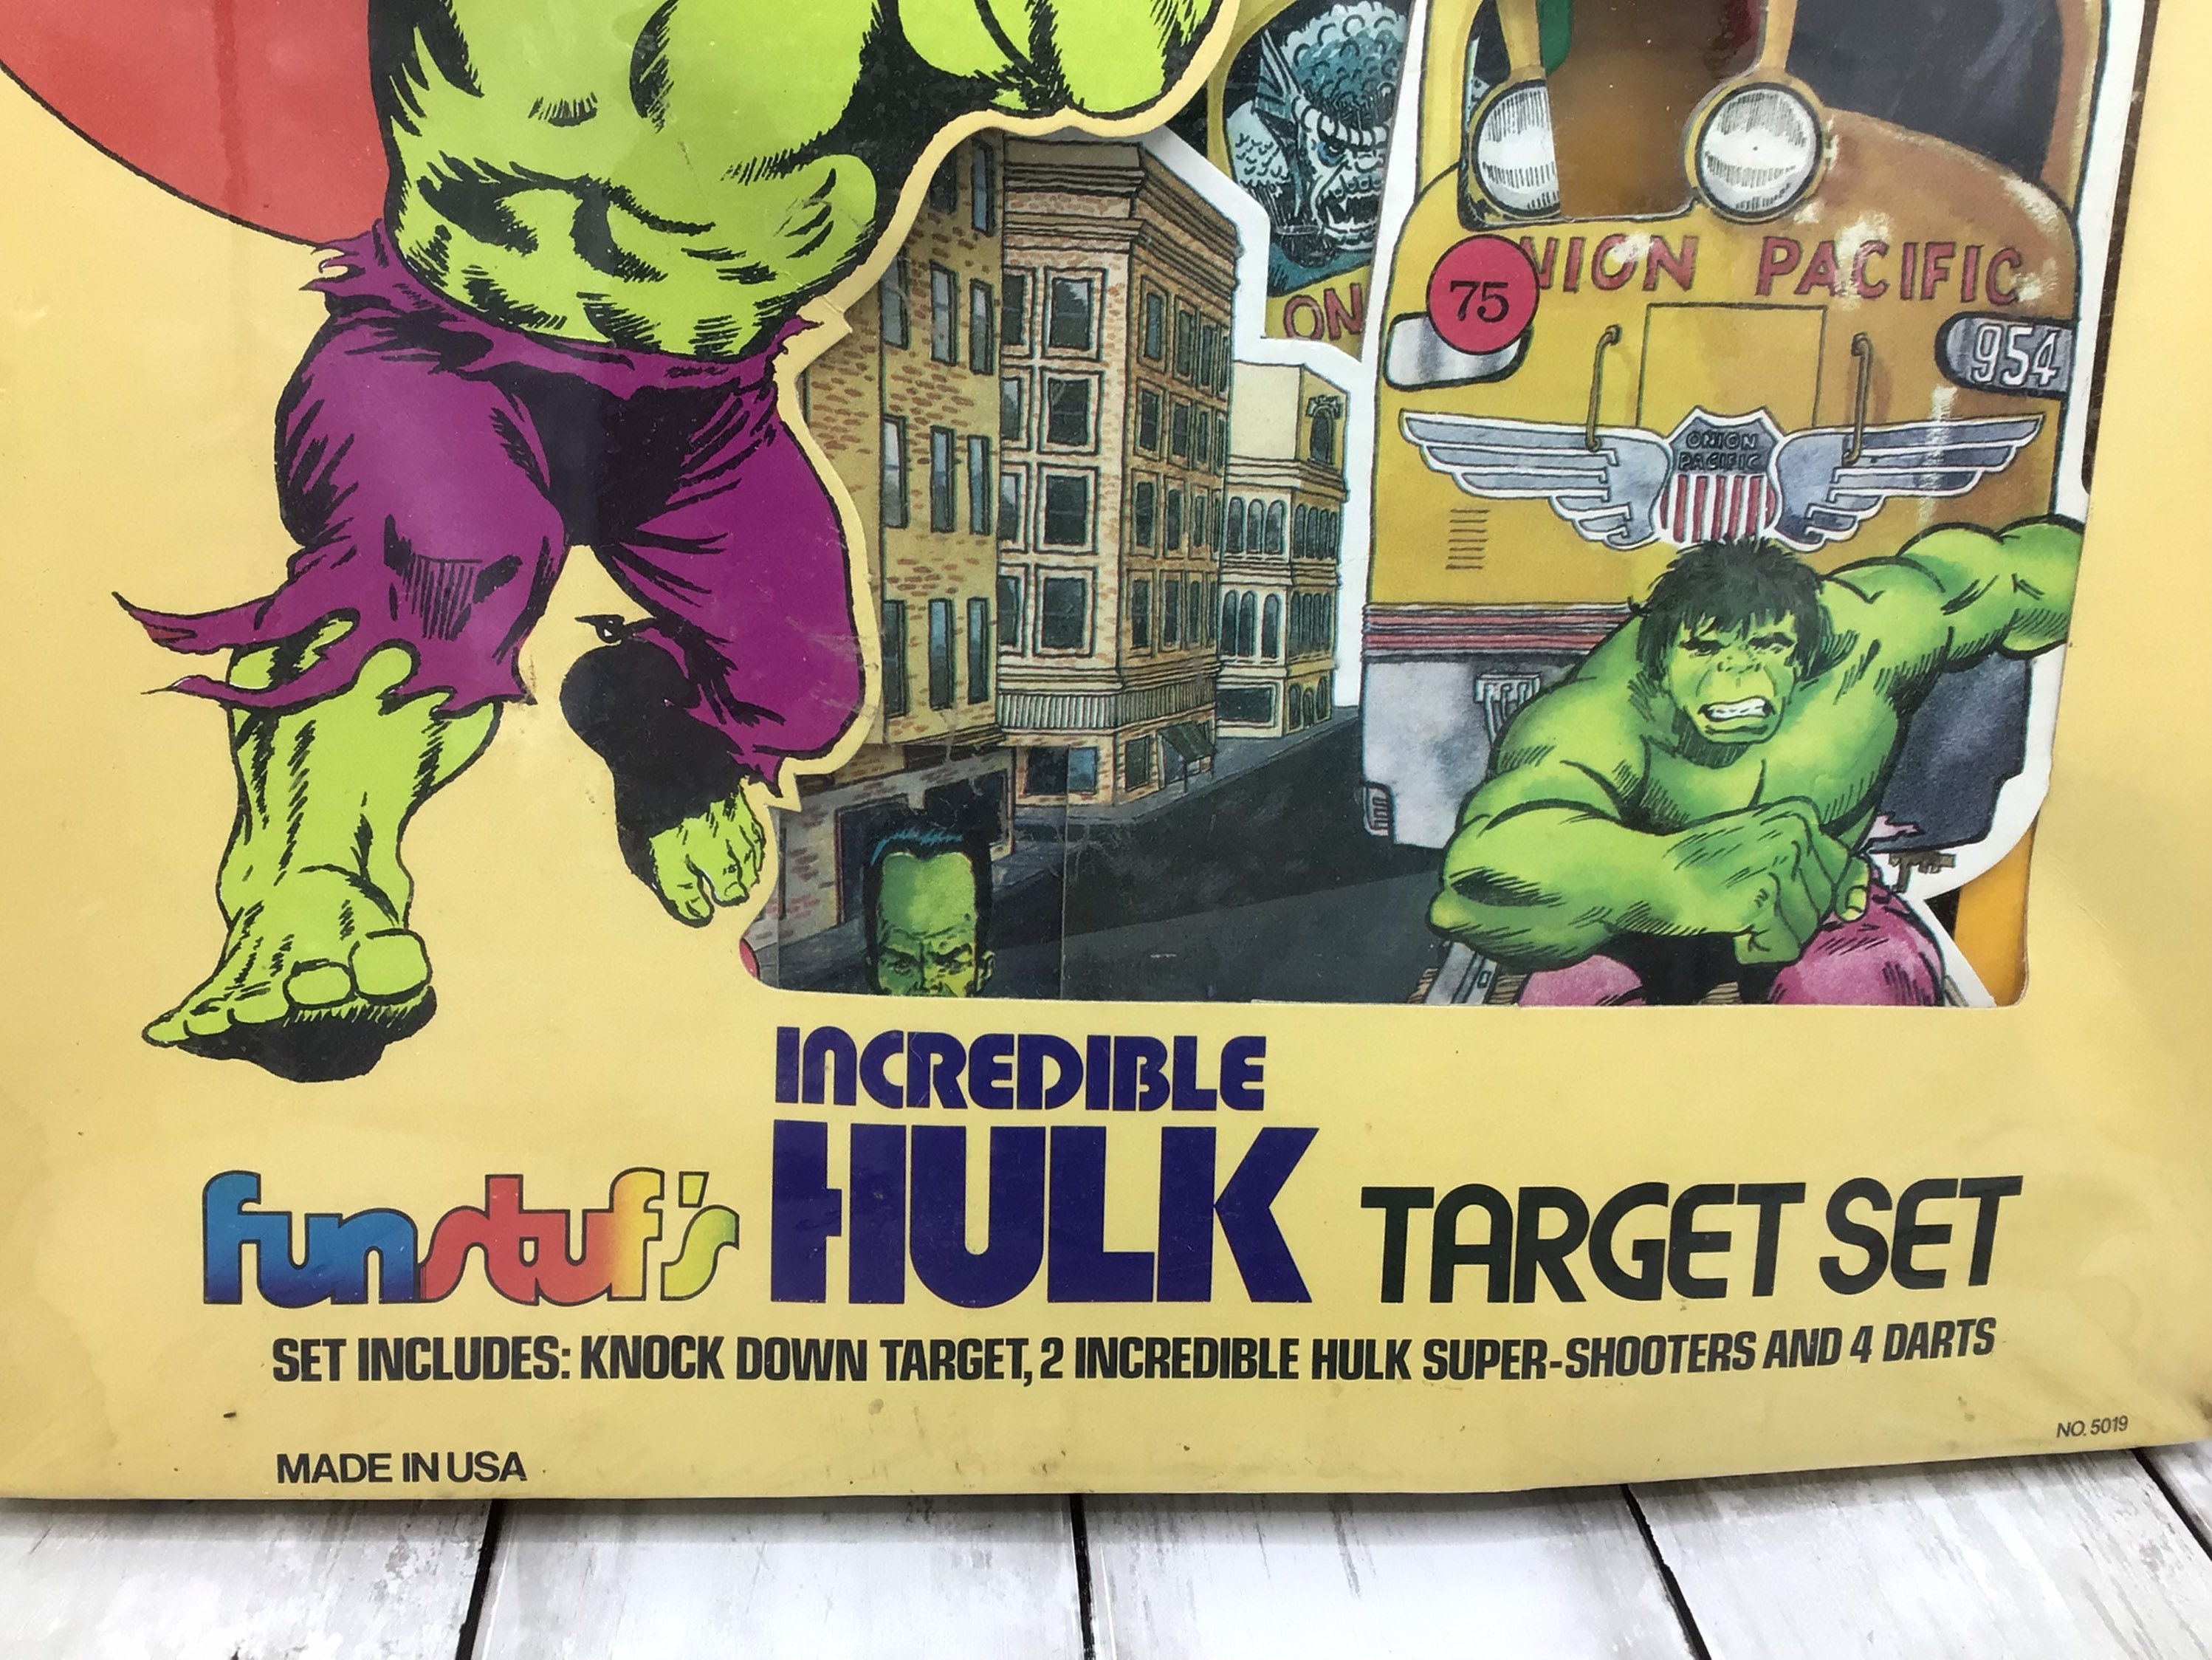 ON
NION PACIFIC
75
954
ONION
PACIFIC
INCREDIBLE
HULK
funstuf's
TARGET SET
SET INCLUDES: KNOCK DOWN TARGET, 2 INCREDIBLE HULK SUPER-SHOOTERS AND 4 DARTS
NO. 5019
MADE IN USA